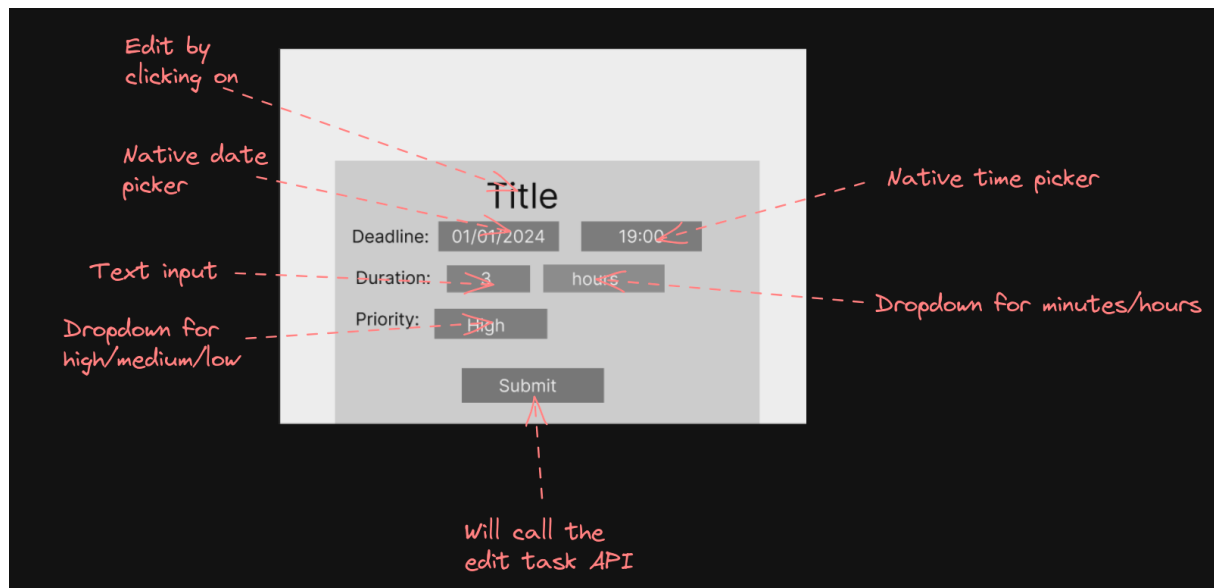 Edit by
clicking on
Native date
picker
Native time picker
Title
Deadline: 01/01/2024 19:00
Text input
Duration: 3 hours
Dropdown for minutes/hours
Dropdown for
high/medium/low
Priority: High
Submit
Will call the
edit task API